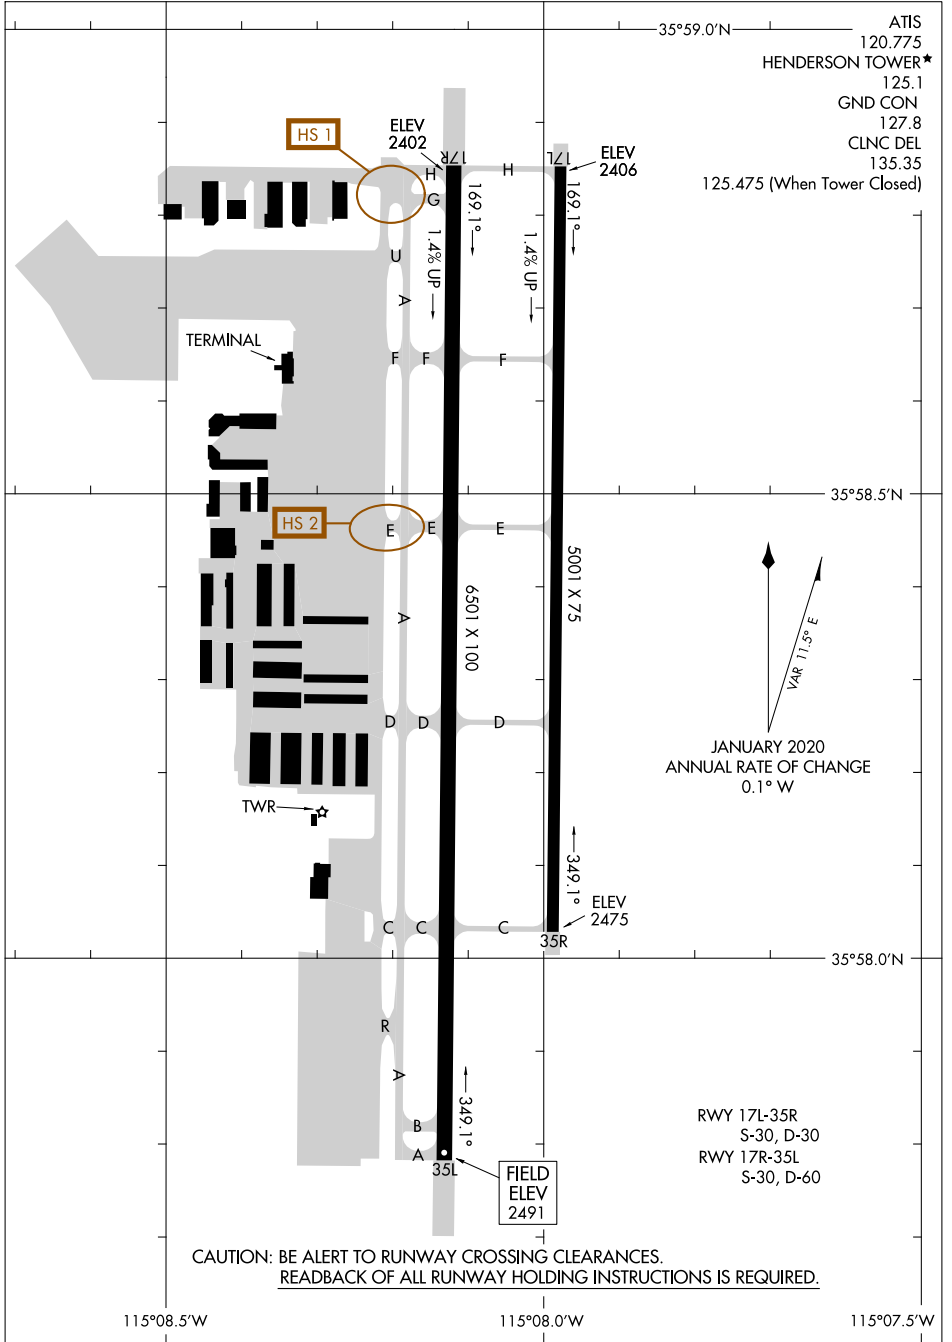 35°59.0'N
ATIS
120.775
HENDERSON TOWER★
125.1
GND CON
127.8
CLNC DEL
135.35
125.475 (When Tower Closed)
HS 1
ELEV
2402
17R
H
H
17L
ELEV
2406
G
169.1°
169.1°
1.4% UP
1.4% UP
U
A
TERMINAL
F
F
F
35°58.5'N
HS 2
E
E
E
5001 X 75
6501 X 100
A
VAR 11.5° E
D
D
D
JANUARY 2020
ANNUAL RATE OF CHANGE
0.1° W
TWR
349.1°
ELEV
2475
C
C
C
35R
35°58.0'N
R
A
349.1°
B
A
35L
RWY 17L-35R
S-30, D-30
RWY 17R-35L
S-30, D-60
FIELD
ELEV
2491
CAUTION: BE ALERT TO RUNWAY CROSSING CLEARANCES.
READBACK OF ALL RUNWAY HOLDING INSTRUCTIONS IS REQUIRED.
115°08.5'W
115°08.0'W
115°07.5'W